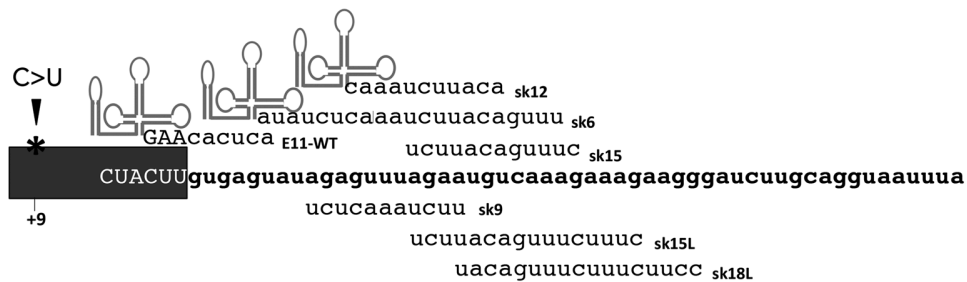 C>U
*
caaaucuuaca sk12
auaucucaaaucuuacaguuu sk6
GAAcacuca E11-WT
ucuuacaguuuc sk15
CUACUUgugaguauagaguuuagaaugucaaagaaagaagggaucuugcagguaauuua
+9
ucucaaaucuu sk9
ucuuacaguuucuuuc sk15L
uacaguuucuuucuucc sk18L